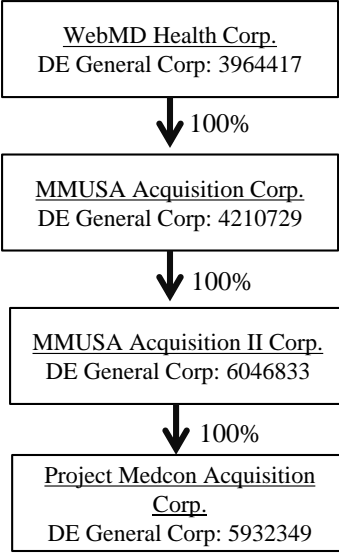 WebMD Health Corp.
DE General Corp: 3964417
100%
MMUSA Acquisition Corp.
DE General Corp: 4210729
100%
MMUSA Acquisition II Corp.
DE General Corp: 6046833
100%
Project Medcon Acquisition
Corp.
DE General Corp: 5932349